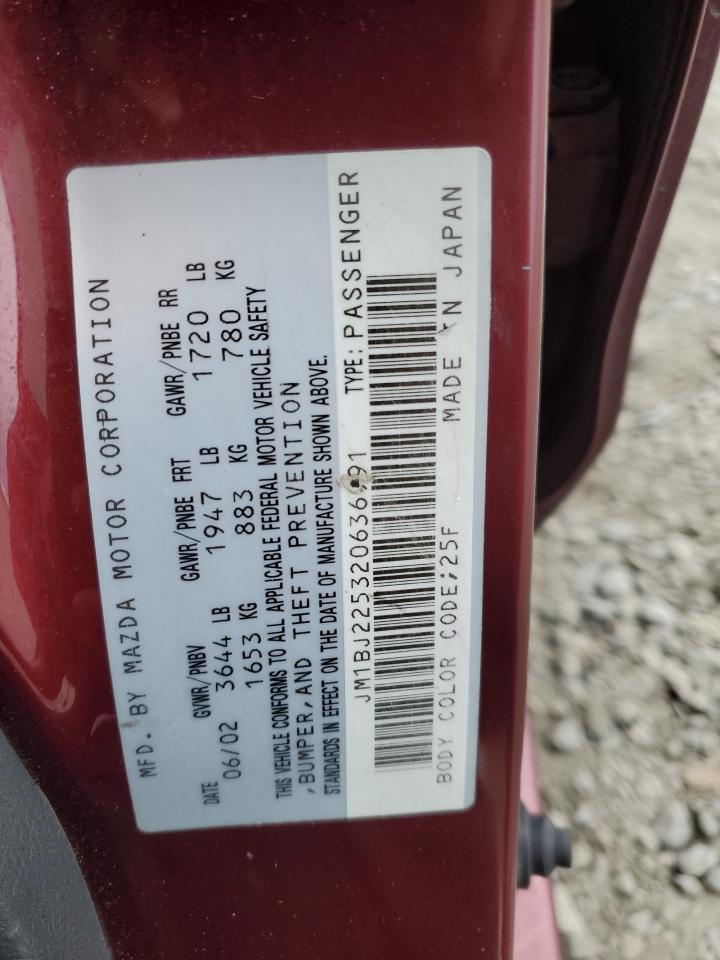 MFD. BY MAZDA MOTOR CORPORATION
DATE GVWR/PNBV GAWR/PNBE FRT GAWR/PNBE RR
06/02 3644 LB 1947 LB 1720 LB
1653 KG 883 KG 780 KG
THIS VEHICLE CONFORMS TO ALL APPLICABLE FEDERAL MOTOR VEHICLE SAFETY
,BUMPER,AND THEFT PREVENTION
STANDARDS IN EFFECT ON THE DATE OF MANUFACTURE SHOWN ABOVE.
JM1BJ225320636991 TYPE: PASSENGER
BODY COLOR CODE;25F MADE IN JAPAN